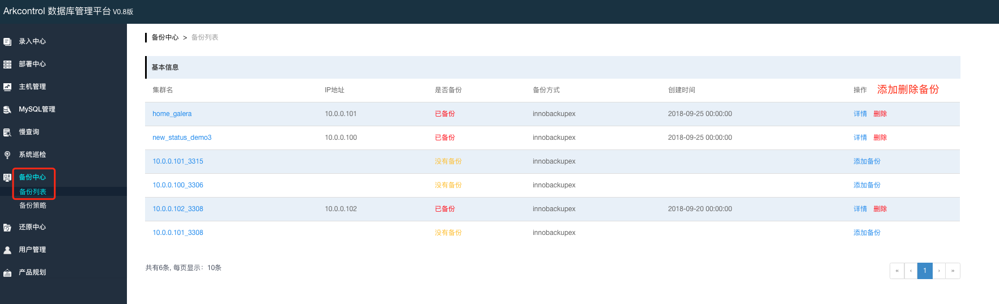 Arkcontrol 数据库管理平台 V0.8版
录入中心
部署中心
主机管理
MySQL管理
慢查询
系统巡检
备份中心
备份列表
备份策略
还原中心
用户管理
产品规划
备份中心 > 备份列表
基本信息
集群名 IP地址 是否备份 备份方式 创建时间 操作 添加删除备份
home_galera 10.0.0.101 已备份 innobackupex 2018-09-25 00:00:00 详情 删除
new_status_demo3 10.0.0.100 已备份 innobackupex 2018-09-25 00:00:00 详情 删除
10.0.0.101_3315 没有备份 innobackupex 添加备份
10.0.0.100_3306 没有备份 innobackupex 添加备份
10.0.0.102_3308 10.0.0.102 已备份 innobackupex 2018-09-20 00:00:00 详情 删除
10.0.0.101_3308 没有备份 innobackupex 添加备份
共有6条, 每页显示：10条
« ‹ 1 › »